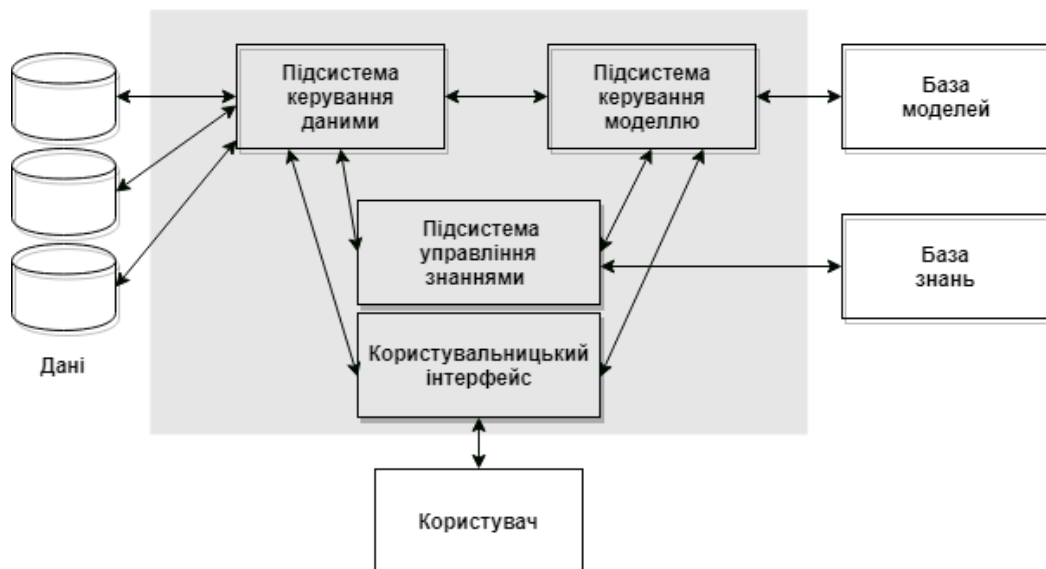 Підсистема
керування
даними
Підсистема
керування
моделлю
База
моделей
Підсистема
управління
знаннями
База
знань
Дані
Користувальницький
інтерфейс
Користувач